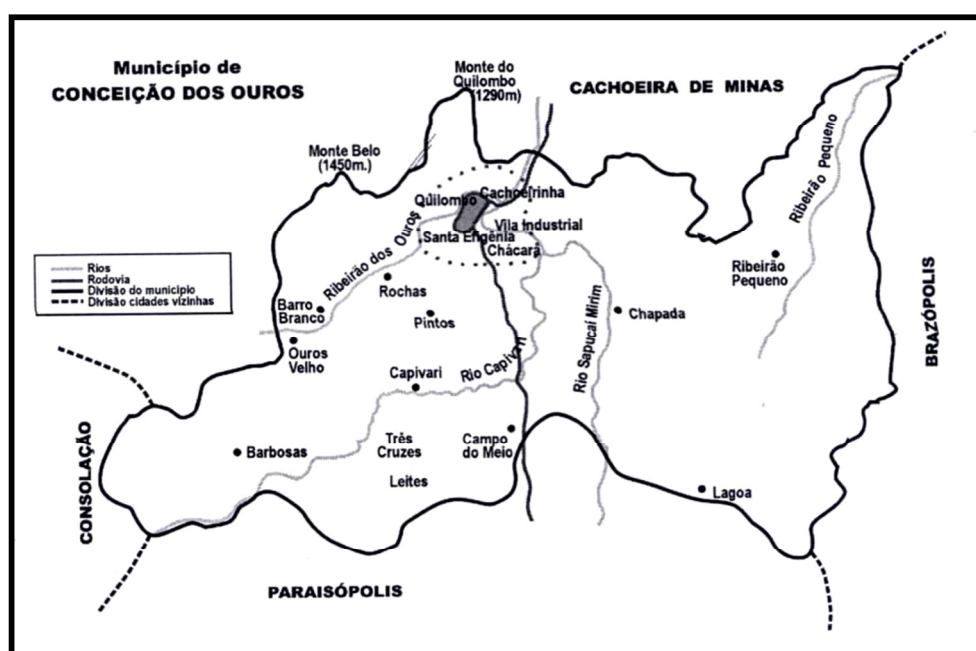 Município de
CONCEIÇÃO DOS OUROS
Monte do
Quilombo
(1290m)
CACHOEIRA DE MINAS
Monte Belo
(1450m.)
Ribeirão Pequeno
Quilombo
Cachoeirinha
Vila Industrial
Santa Engênia
Chácara
Ribeirão dos Ouros
Rios
Rodovia
Divisão do municipio
Divisão cidades vízinhas
Ribeirão
Pequeno
Rochas
Barro
Branco
Pintos
Chapada
Rio Sapucaí Mirim
BRAZÓPOLIS
Ouros
Velho
Capivari
Rio Capivari
CONSOLAÇÃO
Barbosas
Três
Cruzes
Campo
do Meio
Leites
Lagoa
PARAISÓPOLIS